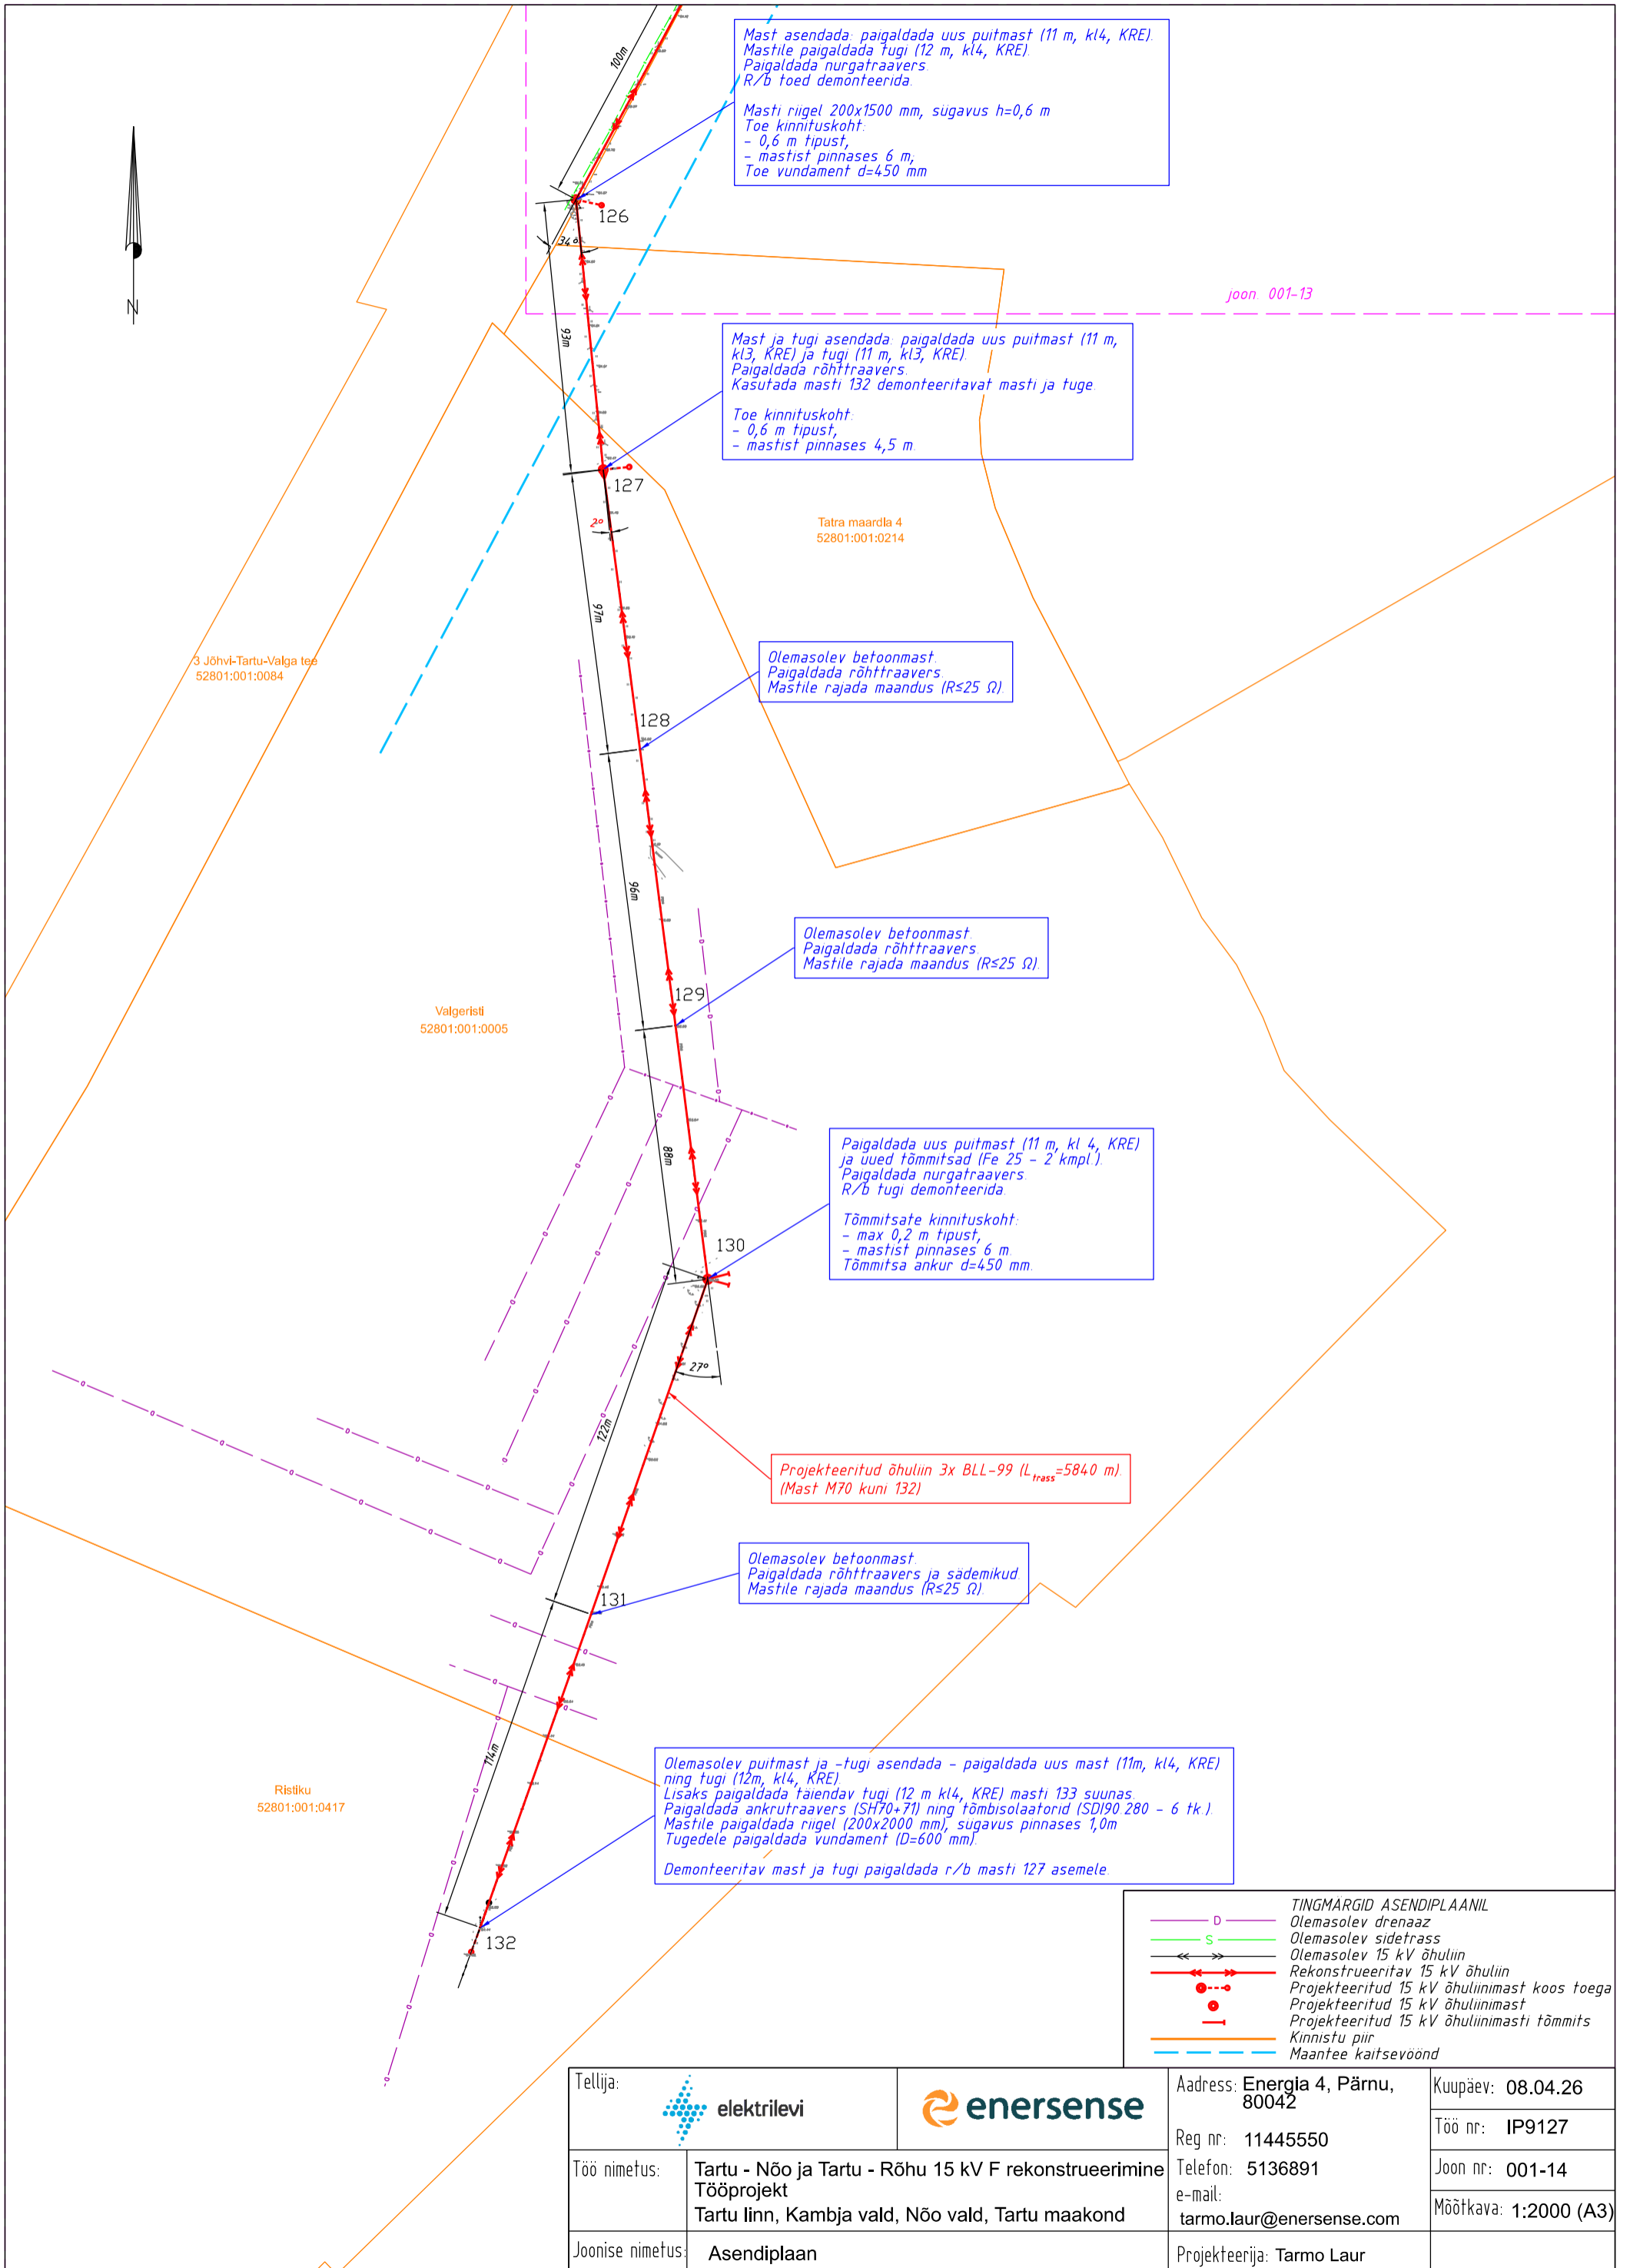 100m
Mast asendada: paigaldada uus puitmast (11 m, kl4, KRE).
Mastile paigaldada tugi (12 m, kl4, KRE).
Paigaldada nurgatraavers.
R/b toed demonteerida.
Masti riigel 200x1500 mm, sügavus h=0,6 m
Toe kinnituskoht:
- 0,6 m tipust,
- mastist pinnases 6 m;
Toe vundament d=450 mm
126
34°
N
joon 001-13
93m
Mast ja tugi asendada: paigaldada uus puitmast (11 m,
kl3, KRE) ja tugi (11 m, kl3, KRE).
Paigaldada rõhttraavers.
Kasutada masti 132 demonteeritavat masti ja tuge.
Toe kinnituskoht:
- 0,6 m tipust,
- mastist pinnases 4,5 m.
127
2°
Tatra maardla 4
52801:001:0214
97m
3 Jõhvi-Tartu-Valga tee
52801:001:0084
Olemasolev betoonmast.
Paigaldada rõhttraavers.
Mastile rajada maandus (R≤25 Ω).
128
96m
Olemasolev betoonmast.
Paigaldada rõhttraavers.
Mastile rajada maandus (R≤25 Ω).
129
Valgeristi
52801:001:0005
88m
Paigaldada uus puitmast (11 m, kl 4, KRE)
ja uued tõmmitsad (Fe 25 - 2 kmpl.).
Paigaldada nurgatraavers.
R/b tugi demonteerida.
Tõmmitsate kinnituskoht:
- max 0,2 m tipust,
- mastist pinnases 6 m.
Tõmmitsa ankur d=450 mm.
130
27°
122m
Projekteeritud õhuliin 3x BLL-99 (Ltrass=5840 m).
(Mast M70 kuni 132)
Olemasolev betoonmast.
Paigaldada rõhttraavers ja sädemikud.
Mastile rajada maandus (R≤25 Ω).
131
114m
Olemasolev puitmast ja -tugi asendada - paigaldada uus mast (11m, kl4, KRE)
ning tugi (12m, kl4, KRE).
Lisaks paigaldada täiendav tugi (12 m kl4, KRE) masti 133 suunas.
Paigaldada ankrutraavers (SH70+71) ning tõmbisolaatorid (SDI90.280 - 6 tk.).
Mastile paigaldada riigel (200x2000 mm), sügavus pinnases 1,0m
Tugedele paigaldada vundament (D=600 mm).
Demonteeritav mast ja tugi paigaldada r/b masti 127 asemele.
Ristiku
52801:001:0417
132
TINGMÄRGID ASENDIPLAANIL
D Olemasolev drenaaz
S Olemasolev sidetrass
Olemasolev 15 kV õhuliin
Rekonstrueeritav 15 kV õhuliin
Projekteeritud 15 kV õhuliinimast koos toega
Projekteeritud 15 kV õhuliinimast
Projekteeritud 15 kV õhuliinimasti tõmmits
Kinnistu piir
Maantee kaitsevöönd
Tellija:
elektrilevi
enersense
Aadress: Energia 4, Pärnu,
80042
Reg nr: 11445550
Telefon: 5136891
e-mail:
tarmo.laur@enersense.com
Kuupäev: 08.04.26
Töö nr: IP9127
Joon nr: 001-14
Mõõtkava: 1:2000 (A3)
Töö nimetus:
Tartu - Nõo ja Tartu - Rõhu 15 kV F rekonstrueerimine
Tööprojekt
Tartu linn, Kambja vald, Nõo vald, Tartu maakond
Joonise nimetus: Asendiplaan
Projekteerija: Tarmo Laur